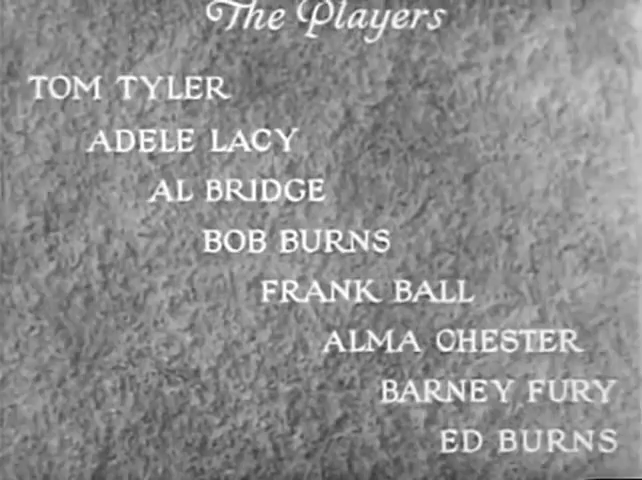 The Players
TOM TYLER
ADELE LACY
AL BRIDGE
BOB BURNS
FRANK BALL
ALMA CHESTER
BARNEY FURY
ED BURNS